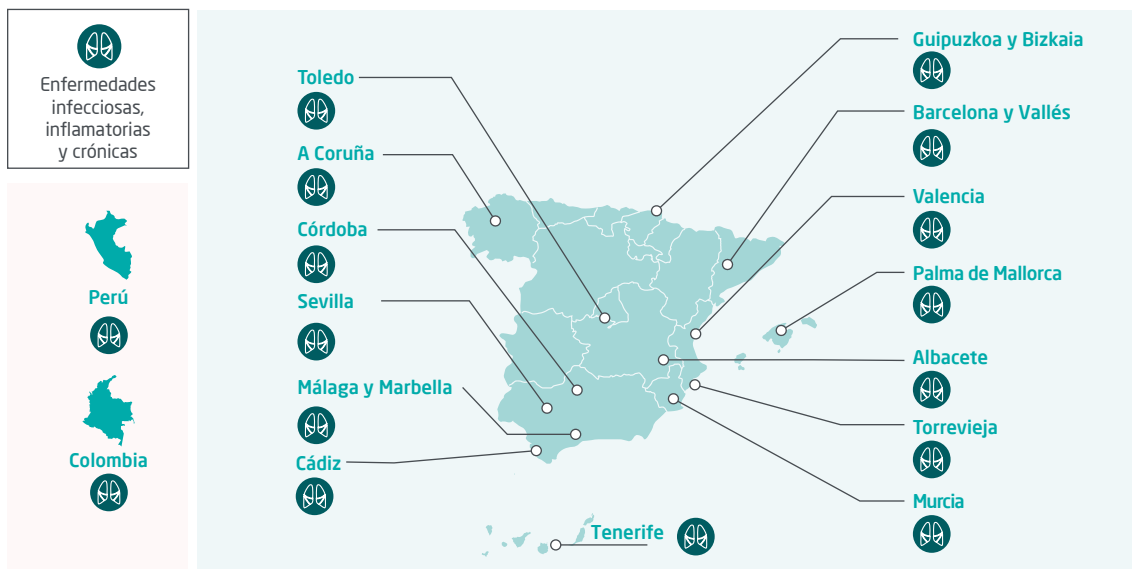 Enfermedades
infecciosas,
inflamatorias
y crónicas
Perú
Colombia
Toledo
A Coruña
Córdoba
Sevilla
Málaga y Marbella
Cádiz
Tenerife
Guipuzkoa y Bizkaia
Barcelona y Vallés
Valencia
Palma de Mallorca
Albacete
Torrevieja
Murcia